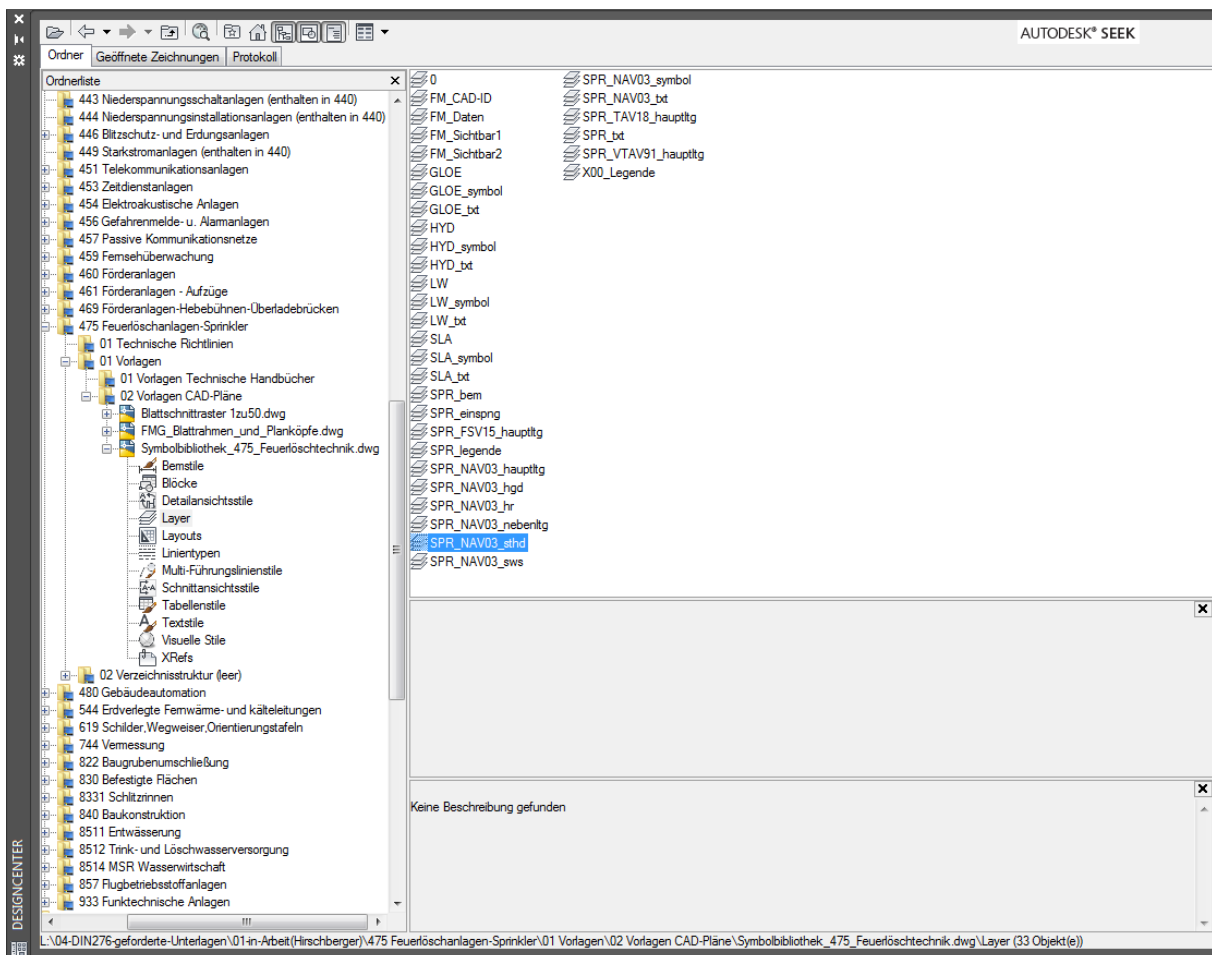 AUTODESK® SEEK
Ordner Geöffnete Zeichnungen Protokoll
Ordnerliste
443 Niederspannungsschaltanlagen (enthalten in 440)
444 Niederspannungsinstallationsanlagen (enthalten in 440)
446 Blitzschutz- und Erdungsanlagen
449 Starkstromanlagen (enthalten in 440)
451 Telekommunikationsanlagen
453 Zeitdienstanlagen
454 Elektroakustische Anlagen
456 Gefahrenmelde- u. Alarmanlagen
457 Passive Kommunikationsnetze
459 Fernsehüberwachung
460 Förderanlagen
461 Förderanlagen - Aufzüge
469 Förderanlagen-Hebebühnen-Überladebrücken
475 Feuerlöschanlagen-Sprinkler
01 Technische Richtlinien
01 Vorlagen
01 Vorlagen Technische Handbücher
02 Vorlagen CAD-Pläne
Blattschnittraster 1zu50.dwg
FMG_Blattrahmen_und_Planköpfe.dwg
Symbolbibliothek_475_Feuerlöschtechnik.dwg
Bemstile
Blöcke
Detailansichtsstile
Layer
Layouts
Linientypen
Multi-Führungslinienstile
Schnittansichtsstile
Tabellenstile
Textstile
Visuelle Stile
XRefs
02 Verzeichnisstruktur (leer)
480 Gebäudeautomation
544 Erdverlegte Fernwärme- und kälteleitungen
619 Schilder,Wegweiser,Orientierungstafeln
744 Vermessung
822 Baugrubenumschließung
830 Befestigte Flächen
8331 Schlitzrinnen
840 Baukonstruktion
8511 Entwässerung
8512 Trink- und Löschwasserversorgung
8514 MSR Wasserwirtschaft
857 Flugbetriebsstoffanlagen
933 Funktechnische Anlagen
0
FM_CAD-ID
FM_Daten
FM_Sichtbar1
FM_Sichtbar2
GLOE
GLOE_symbol
GLOE_txt
HYD
HYD_symbol
HYD_txt
LW
LW_symbol
LW_txt
SLA
SLA_symbol
SLA_txt
SPR_bem
SPR_einspng
SPR_FSV15_hauptltg
SPR_legende
SPR_NAV03_hauptltg
SPR_NAV03_hgd
SPR_NAV03_hr
SPR_NAV03_nebenltg
SPR_NAV03_sthd
SPR_NAV03_sws
SPR_NAV03_symbol
SPR_NAV03_txt
SPR_TAV18_hauptltg
SPR_txt
SPR_VTAV91_hauptltg
X00_Legende
Keine Beschreibung gefunden
DESIGNCENTER
L:\04-DIN276-geforderte-Unterlagen\01-in-Arbeit(Hirschberger)\475 Feuerlöschanlagen-Sprinkler\01 Vorlagen\02 Vorlagen CAD-Pläne\Symbolbibliothek_475_Feuerlöschtechnik.dwg\Layer (33 Objekt(e))